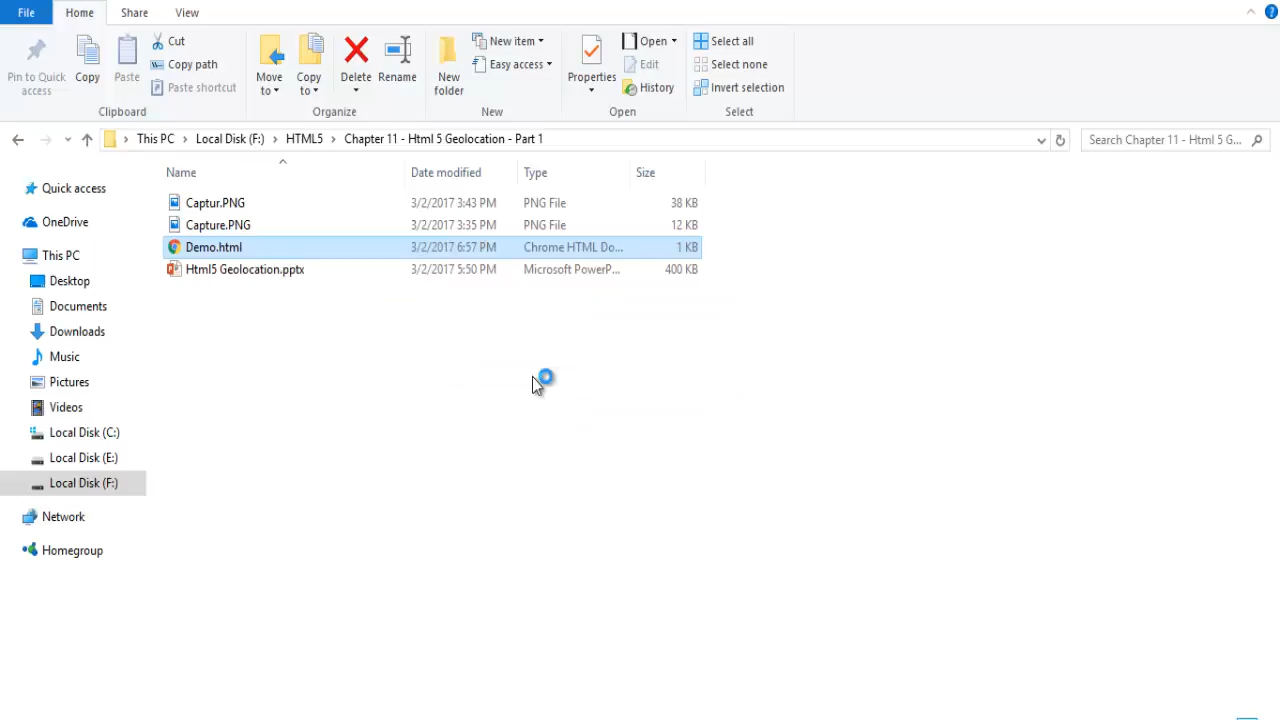 File Home Share View
Pin to Quick access
Copy
Paste
Cut
Copy path
Paste shortcut
Clipboard
Move to
Copy to
Delete
Rename
Organize
New folder
New item
Easy access
New
Properties
Open
Edit
History
Open
Select all
Select none
Invert selection
Select
This PC > Local Disk (F:) > HTML5 > Chapter 11 - Html 5 Geolocation - Part 1
Search Chapter 11 - Html 5 G...
Name Date modified Type Size
Captur.PNG 3/2/2017 3:43 PM PNG File 38 KB
Capture.PNG 3/2/2017 3:35 PM PNG File 12 KB
Demo.html 3/2/2017 6:57 PM Chrome HTML Do... 1 KB
Html5 Geolocation.pptx 3/2/2017 5:50 PM Microsoft PowerP... 400 KB
Quick access
OneDrive
This PC
Desktop
Documents
Downloads
Music
Pictures
Videos
Local Disk (C:)
Local Disk (E:)
Local Disk (F:)
Network
Homegroup